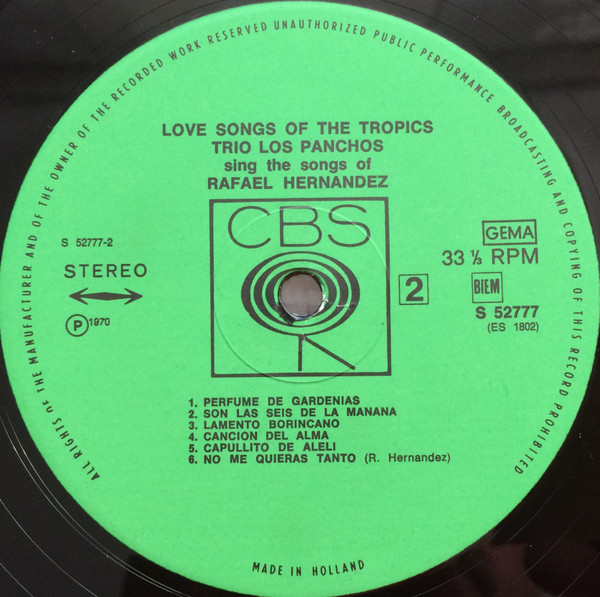 ALL RIGHTS OF THE MANUFACTURER AND OF THE OWNER OF THE RECORDED WORK RESERVED UNAUTHORIZED PUBLIC PERFORMANCE BROADCASTING AND COPYING OF THIS RECORD PROHIBITED
LOVE SONGS OF THE TROPICS
TRIO LOS PANCHOS
sing the songs of
RAFAEL HERNANDEZ
CBS
S 52777-2
STEREO
℗ 1970
GEMA
33 ⅓ RPM
2
BIEM
S 52777
(ES 1802)
1. PERFUME DE GARDENIAS
2. SON LAS SEIS DE LA MANANA
3. LAMENTO BORINCANO
4. CANCION DEL ALMA
5. CAPULLITO DE ALELI
6. NO ME QUIERAS TANTO (R. Hernandez)
MADE IN HOLLAND